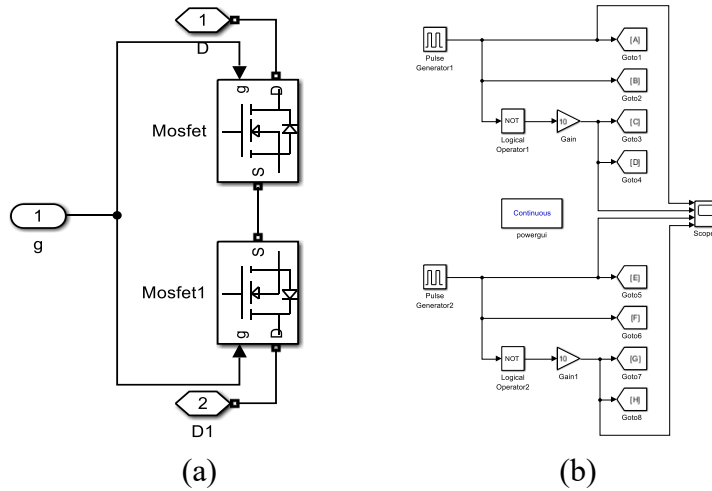 1
D
g
D
Mosfet
S
1
g
S
Mosfet1
g
D
2
D1
(a)
Pulse
Generator1
[A]
Goto1
[B]
Goto2
NOT
Logical
Operator1
10
Gain
[C]
Goto3
[D]
Goto4
Continuous
powergui
Scope
Pulse
Generator2
[E]
Goto5
[F]
Goto6
NOT
Logical
Operator2
10
Gain1
[G]
Goto7
[H]
Goto8
(b)